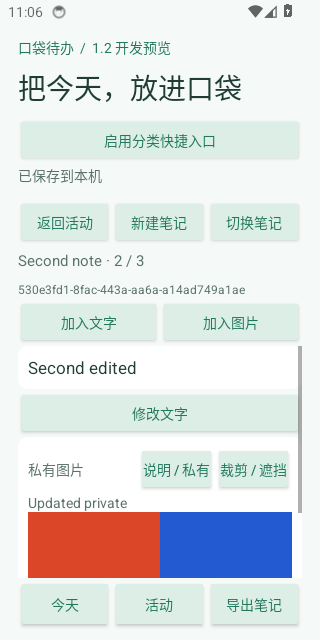 11:06
口袋待办 / 1.2 开发预览
把今天，放进口袋
启用分类快捷入口
已保存到本机
返回活动 新建笔记 切换笔记
Second note · 2 / 3
530e3fd1-8fac-443a-aa6a-a14ad749a1ae
加入文字 加入图片
Second edited
修改文字
私有图片 说明 / 私有 裁剪 / 遮挡
Updated private
今天 活动 导出笔记